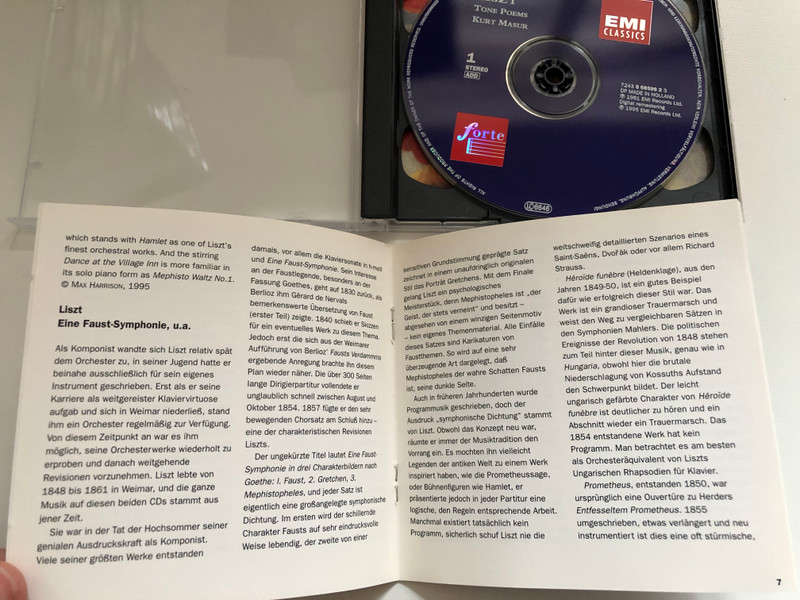 LISZT
TONE POEMS
KURT MASUR
EMI
CLASSICS
1
STEREO
ADD
7243 8 68598 2 3
DP MADE IN HOLLAND
℗ 1981 EMI Records Ltd.
Digital remastering
℗ 1995 EMI Records Ltd.
forte
which stands with Hamlet as one of Liszt's
finest orchestral works. And the stirring
Dance at the Village Inn is more familiar in
its solo piano form as Mephisto Waltz No.1.
© MAX HARRISON, 1995
Liszt
Eine Faust-Symphonie, u.a.
Als Komponist wandte sich Liszt relativ spät
dem Orchester zu, in seiner Jugend hatte er
beinahe ausschließlich für sein eigenes
Instrument geschrieben. Erst als er seine
Karriere als weitgereister Klaviervirtuose
aufgab und sich in Weimar niederließ, stand
ihm ein Orchester regelmäßig zur Verfügung.
Von diesem Zeitpunkt an war es ihm
möglich, seine Orchesterwerke wiederholt zu
erproben und danach weitgehende
Revisionen vorzunehmen. Liszt lebte von
1848 bis 1861 in Weimar, und die ganze
Musik auf diesen beiden CDs stammt aus
jener Zeit.
Sie war in der Tat der Hochsommer seiner
genialen Ausdruckskraft als Komponist.
Viele seiner größten Werke entstanden
damals, vor allem die Klaviersonate in h-moll
und Eine Faust-Symphonie. Sein Interesse
an der Faustlegende, besonders an der
Fassung Goethes, geht auf 1830 zurück, als
Berlioz ihm Gérard de Nervals
bemerkenswerte Übersetzung von Faust
(erster Teil) zeigte. 1840 schrieb er Skizzen
für ein eventuelles Werk zu diesem Thema.
Jedoch erst die sich aus der Weimarer
Aufführung von Berlioz' Fausts Verdammnis
ergebende Anregung brachte ihn diesem
Plan wieder näher. Die über 300 Seiten
lange Dirigierpartitur vollendete er
unglaublich schnell zwischen August und
Oktober 1854. 1857 fügte er den sehr
bewegenden Chorsatz am Schluß hinzu –
eine der charakteristischen Revisionen
Liszts.
Der ungekürzte Titel lautet Eine Faust-
Symphonie in drei Charakterbildern nach
Goethe: I. Faust, 2. Gretchen, 3.
Mephistopheles, und jeder Satz ist
eigentlich eine großangelegte symphonische
Dichtung. Im ersten wird der schillernde
Charakter Fausts auf sehr eindrucksvolle
Weise lebendig, der zweite von einer
sensitiven Grundstimmung geprägte Satz
zeichnet in einem unaufdringlich originalen
Stil das Porträt Gretchens. Mit dem Finale
gelang Liszt ein psychologisches
Meisterstück, denn Mephistopheles ist „der
Geist, der stets verneint" und besitzt –
abgesehen von einem winzigen Seitenmotiv
– kein eigenes Themenmaterial. Alle Einfälle
dieses Satzes sind Karikaturen von
Faustthemen. So wird auf eine sehr
überzeugende Art dargelegt, daß
Mephistopheles der wahre Schatten Fausts
ist, seine dunkle Seite.
Auch in früheren Jahrhunderten wurde
Programmusik geschrieben, doch der
Ausdruck „symphonische Dichtung" stammt
von Liszt. Obwohl das Konzept neu war,
räumte er immer der Musiktradition den
Vorrang ein. Es mochten ihn vielleicht
Legenden der antiken Welt zu einem Werk
inspiriert haben, wie die Prometheussage,
oder Bühnenfiguren wie Hamlet, er
präsentierte jedoch in jeder Partitur eine
logische, den Regeln entsprechende Arbeit.
Manchmal existiert tatsächlich kein
Programm, sicherlich schuf Liszt nie die
weitschweifig detaillierten Szenarios eines
Saint-Saëns, Dvořák oder vor allem Richard
Strauss.
Héroïde funèbre (Heldenklage), aus den
Jahren 1849-50, ist ein gutes Beispiel
dafür wie erfolgreich dieser Stil war. Das
Werk ist ein grandioser Trauermarsch und
weist den Weg zu vergleichbaren Sätzen in
den Symphonien Mahlers. Die politischen
Ereignisse der Revolution von 1848 stehen
zum Teil hinter dieser Musik, genau wie in
Hungaria, obwohl hier die brutale
Niederschlagung von Kossuths Aufstand
den Schwerpunkt bildet. Der leicht
ungarisch gefärbte Charakter von Héroïde
funèbre ist deutlicher zu hören und ein
Abschnitt wieder ein Trauermarsch. Das
1854 entstandene Werk hat kein
Programm. Man betrachtet es am besten
als Orchesteräquivalent von Liszts
Ungarischen Rhapsodien für Klavier.
Prometheus, entstanden 1850, war
ursprünglich eine Ouvertüre zu Herders
Entfesseltem Prometheus. 1855
umgeschrieben, etwas verlängert und neu
instrumentiert ist dies eine oft stürmische,
7